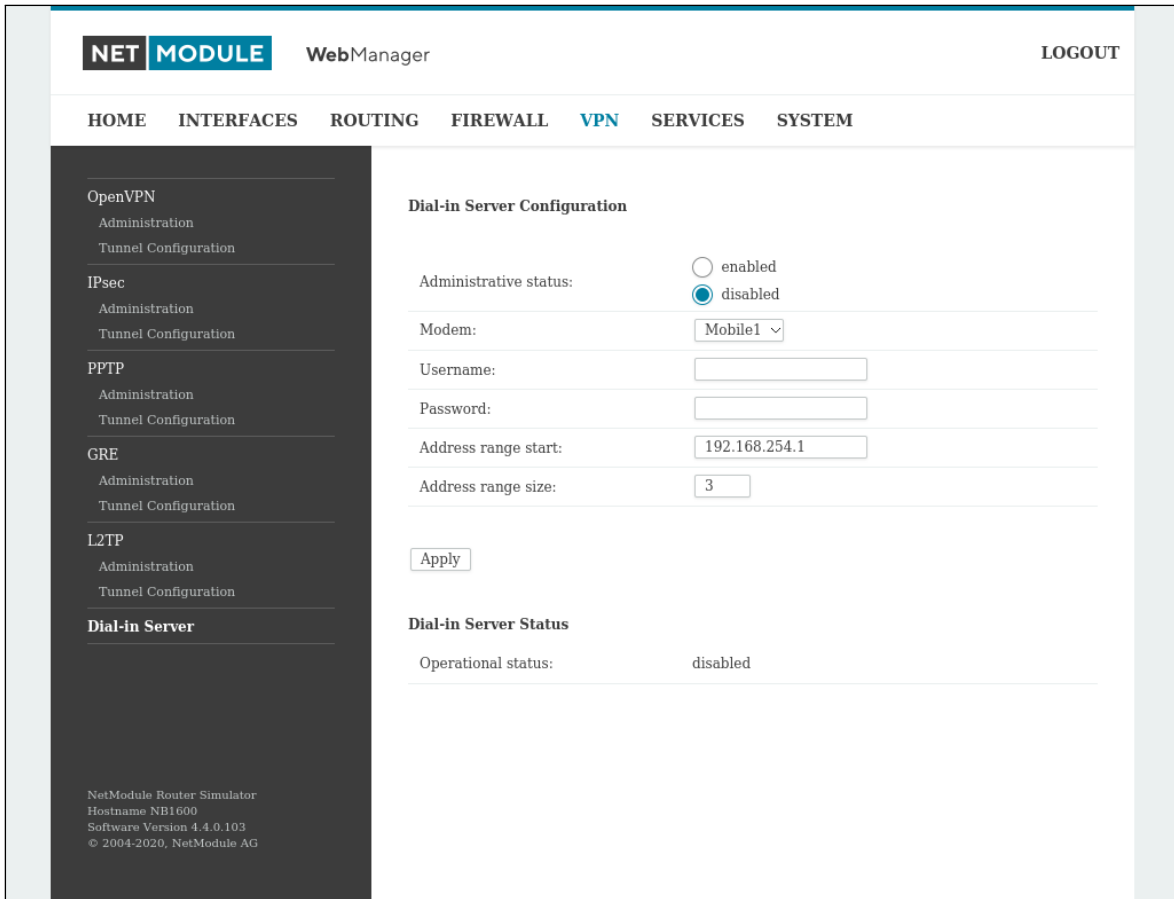 NET MODULE WebManager LOGOUT
HOME INTERFACES ROUTING FIREWALL VPN SERVICES SYSTEM
OpenVPN
Administration
Tunnel Configuration
IPsec
Administration
Tunnel Configuration
PPTP
Administration
Tunnel Configuration
GRE
Administration
Tunnel Configuration
L2TP
Administration
Tunnel Configuration
Dial-in Server
NetModule Router Simulator
Hostname NB1600
Software Version 4.4.0.103
© 2004-2020, NetModule AG
Dial-in Server Configuration
Administrative status:
enabled
disabled
Modem: Mobile1
Username:
Password:
Address range start: 192.168.254.1
Address range size: 3
Apply
Dial-in Server Status
Operational status: disabled